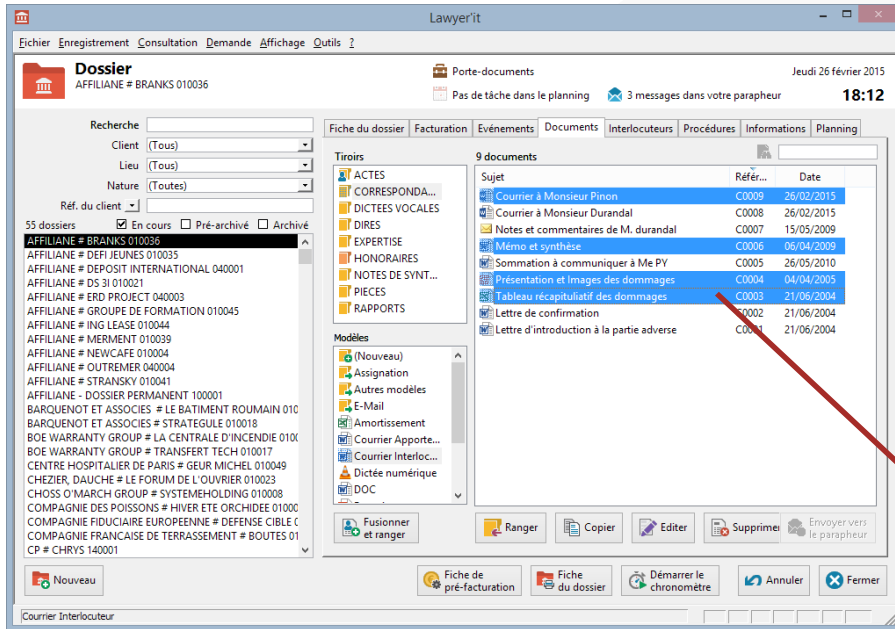 Lawyer'it
Fichier Enregistrement Consultation Demande Affichage Outils ?
Dossier
AFFILIANE # BRANKS 010036
Porte-documents
Jeudi 26 février 2015
Pas de tâche dans le planning
3 messages dans votre parapheur
18:12
Recherche
Client (Tous)
Lieu (Tous)
Nature (Toutes)
Réf. du client
55 dossiers En cours Pré-archivé Archivé
AFFILIANE # BRANKS 010036
AFFILIANE # DEFI JEUNES 010035
AFFILIANE # DEPOSIT INTERNATIONAL 040001
AFFILIANE # DS 3I 010021
AFFILIANE # ERD PROJECT 040003
AFFILIANE # GROUPE DE FORMATION 010045
AFFILIANE # ING LEASE 010044
AFFILIANE # MERMENT 010039
AFFILIANE # NEWCAFE 010004
AFFILIANE # OUTREMER 040004
AFFILIANE # STRANSKY 010041
AFFILIANE - DOSSIER PERMANENT 100001
BARQUENOT ET ASSOCIES # LE BATIMENT ROUMAIN 010
BARQUENOT ET ASSOCIES # STRATEGULE 010018
BOE WARRANTY GROUP # LA CENTRALE D'INCENDIE 010(
BOE WARRANTY GROUP # TRANSFERT TECH 010017
CENTRE HOSPITALIER DE PARIS # GEUR MICHEL 010049
CHEZIER, DAUCHE # LE FORUM DE L'OUVRIER 010023
CHOSS O'MARCH GROUP # SYSTEMEHOLDING 010008
COMPAGNIE DES POISSONS # HIVER ETE ORCHIDEE 01000
COMPAGNIE FIDUCIAIRE EUROPEENNE # DEFENSE CIBLE (
COMPAGNIE FRANCAISE DE TERRASSEMENT # BOUTES 01
CP # CHRYS 140001
Fiche du dossier Facturation Evénements Documents Interlocuteurs Procédures Informations Planning
Tiroirs
ACTES
CORRESPONDA...
DICTEES VOCALES
DIRES
EXPERTISE
HONORAIRES
NOTES DE SYNT...
PIECES
RAPPORTS
Modèles
(Nouveau)
Assignation
Autres modèles
E-Mail
Amortissement
Courrier Apporte...
Courrier Interloc...
Dictée numérique
DOC
9 documents
Sujet Référ... Date
Courrier à Monsieur Pinon C0009 26/02/2015
Courrier à Monsieur Durandal C0008 26/02/2015
Notes et commentaires de M. durandal C0007 15/05/2009
Mémo et synthèse C0006 06/04/2009
Sommation à communiquer à Me PY C0005 26/05/2010
Présentation et Images des dommages C0004 04/04/2005
Tableau récapituliatif des dommages C0003 21/06/2004
Lettre de confirmation C0002 21/06/2004
Lettre d'introduction à la partie adverse 21/06/2004
Fusionner et ranger
Ranger
Copier
Editer
Supprimer
Envoyer vers le parapheur
Nouveau
Fiche de pré-facturation
Fiche du dossier
Démarrer le chronomètre
Annuler
Fermer
Courrier Interlocuteur